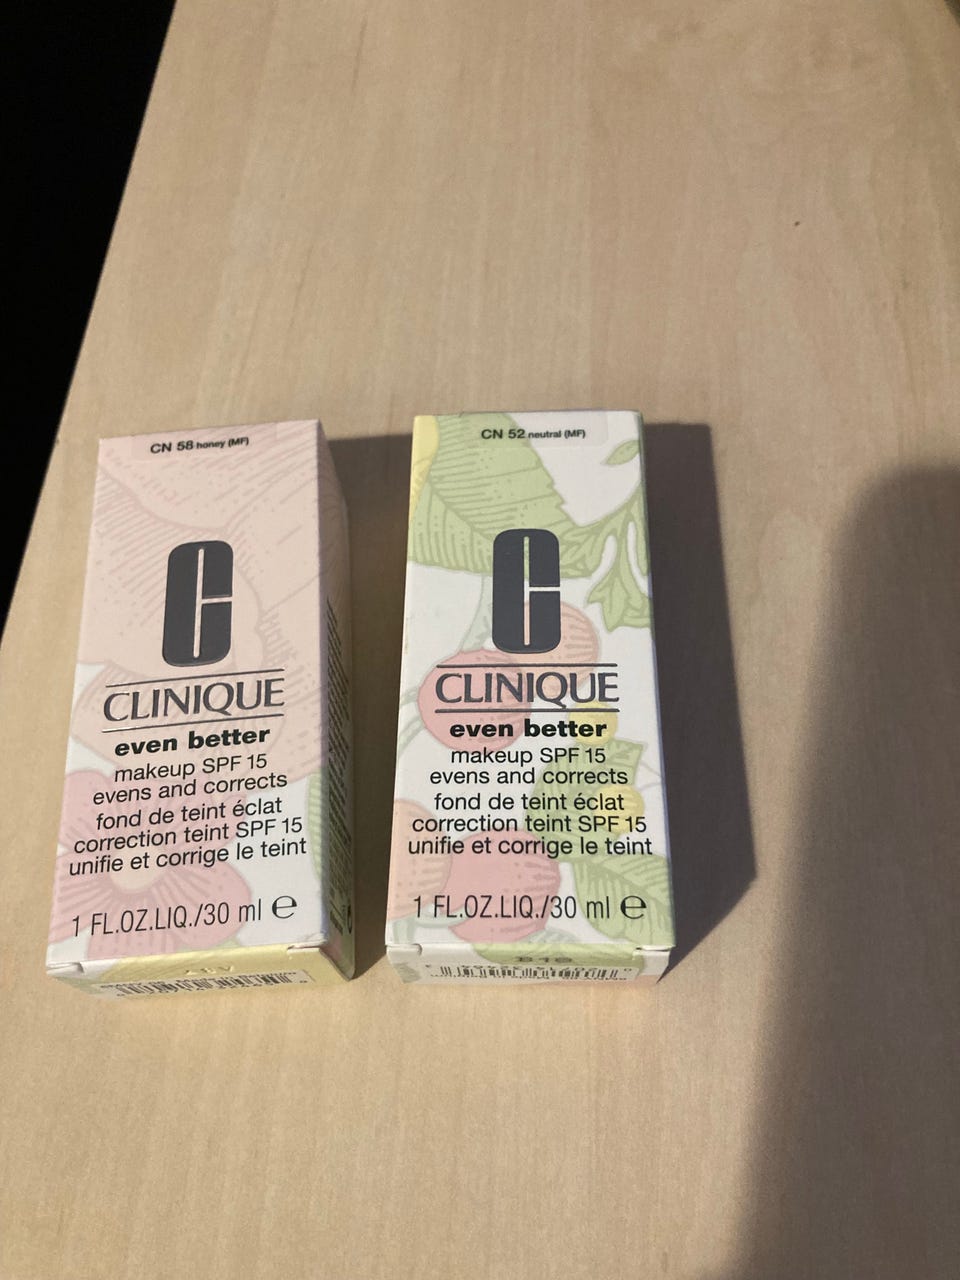 CN 58 honey (MF)
CLINIQUE
even better
makeup SPF 15
evens and corrects
fond de teint éclat
correction teint SPF 15
unifie et corrige le teint
1 FL.OZ.LIQ./30 ml e
CN 52 neutral (MF)
CLINIQUE
even better
makeup SPF 15
evens and corrects
fond de teint éclat
correction teint SPF 15
unifie et corrige le teint
1 FL.OZ.LIQ./30 ml e